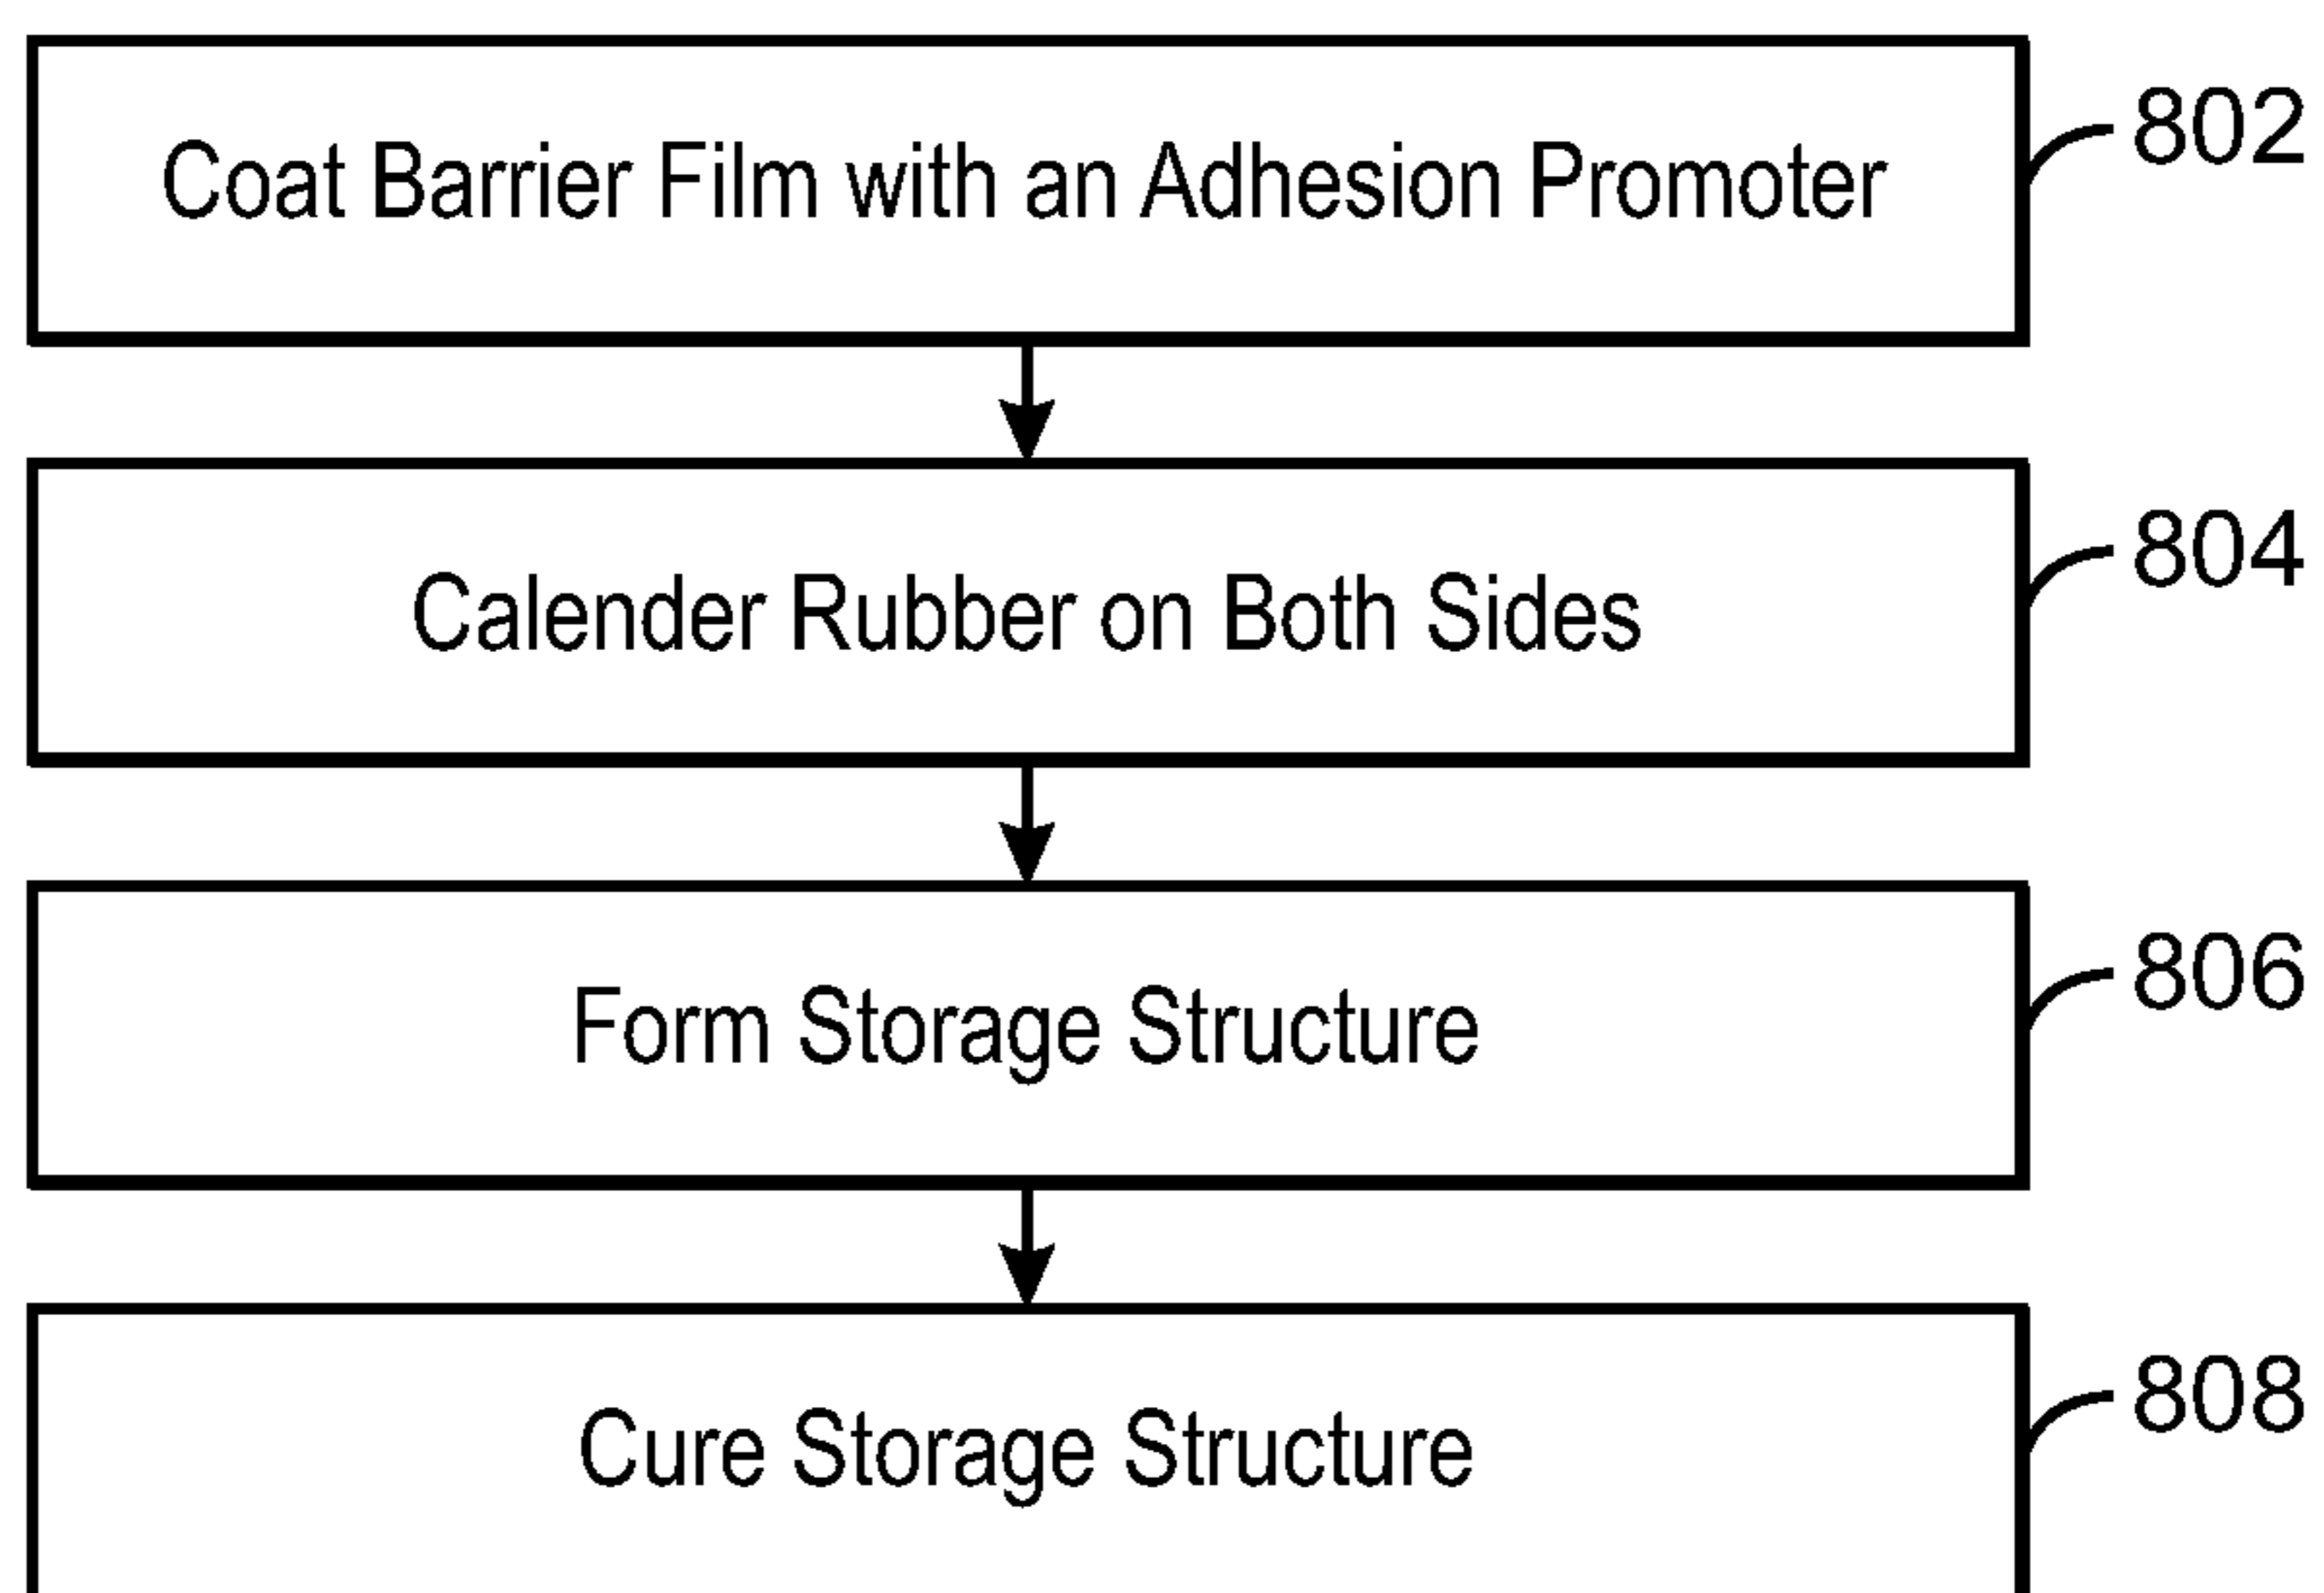 Coat Barrier Film with an Adhesion Promoter
802
Calender Rubber on Both Sides
804
Form Storage Structure
806
Cure Storage Structure
808